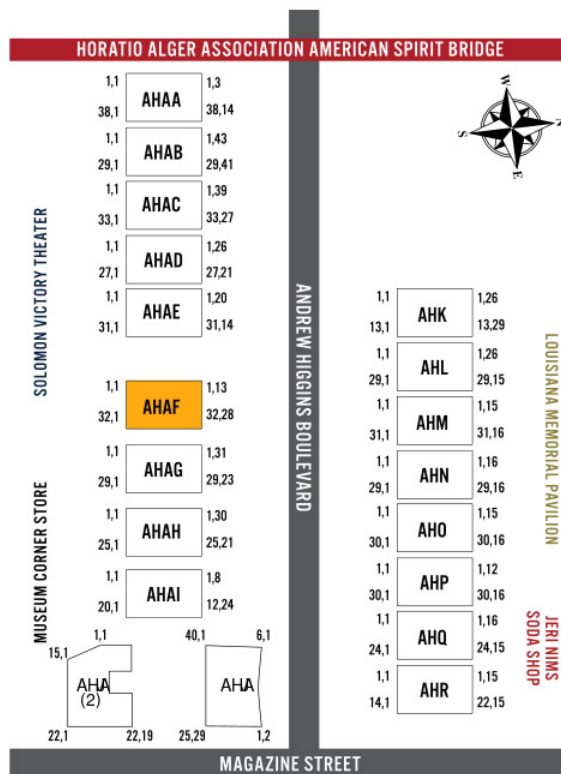 HORATIO ALGER ASSOCIATION AMERICAN SPIRIT BRIDGE
W
N
S
E
SOLOMON VICTORY THEATER
MUSEUM CORNER STORE
1,1 AHAA 1,3
38,1 38,14
1,1 AHAB 1,43
29,1 29,41
1,1 AHAC 1,39
33,1 33,27
1,1 AHAD 1,26
27,1 27,21
1,1 AHAE 1,20
31,1 31,14
1,1 AHAF 1,13
32,1 32,28
1,1 AHAG 1,31
29,1 29,23
1,1 AHAH 1,30
25,1 25,21
1,1 AHAI 1,8
20,1 12,24
1,1
15,1
AHA
(2)
22,1 22,19
40,1 6,1
AHA
25,29 1,2
ANDREW HIGGINS BOULEVARD
1,1 AHK 1,26
13,1 13,29
1,1 AHL 1,26
29,1 29,15
1,1 AHM 1,15
31,1 31,16
1,1 AHN 1,16
29,1 29,16
1,1 AHO 1,15
30,1 30,16
1,1 AHP 1,12
30,1 30,16
1,1 AHQ 1,16
24,1 24,15
1,1 AHR 1,15
14,1 22,15
LOUISIANA MEMORIAL PAVILION
JERI NIMS
SODA SHOP
MAGAZINE STREET